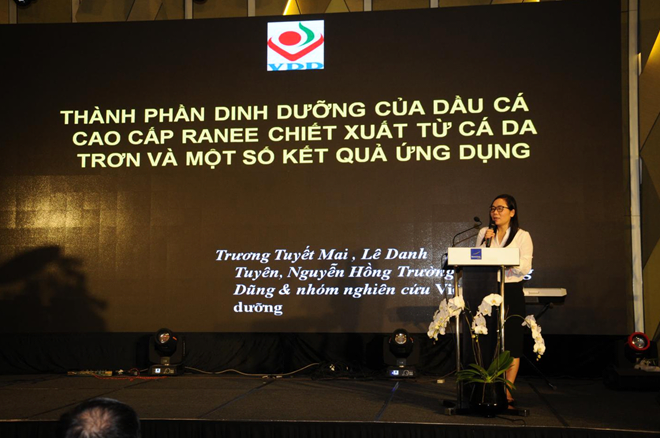 VDD
THÀNH PHẦN DINH DƯỠNG CỦA DẦU CÁ
CAO CẤP RANEE CHIẾT XUẤT TỪ CÁ DA
TRƠN VÀ MỘT SỐ KẾT QUẢ ỨNG DỤNG
Trương Tuyết Mai , Lê Danh
Tuyên, Nguyễn Hồng Trường
Dũng & nhóm nghiên cứu
dưỡng